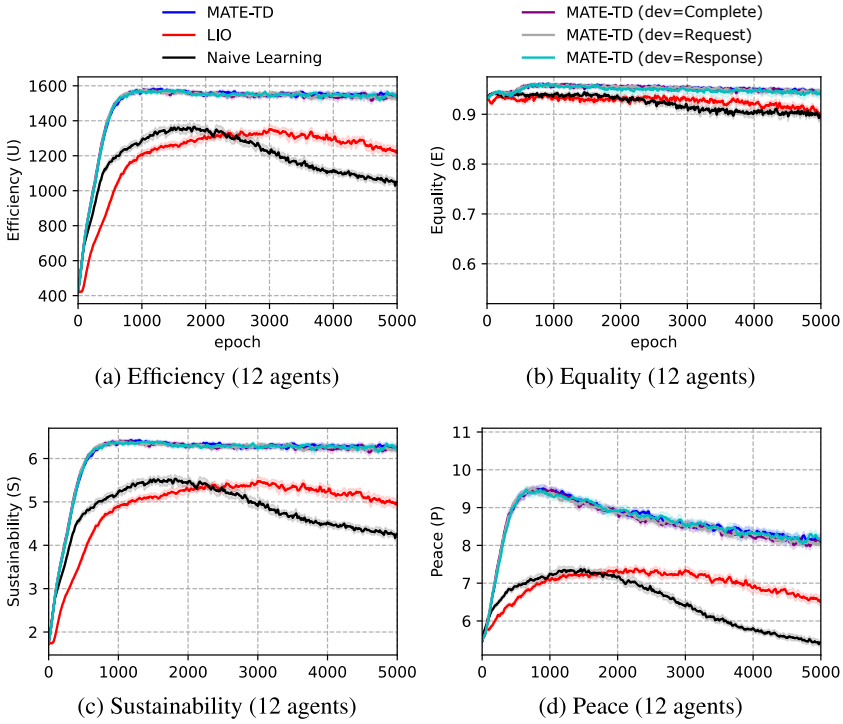 MATE-TD
LIO
Naive Learning
MATE-TD (dev=Complete)
MATE-TD (dev=Request)
MATE-TD (dev=Response)
1600
1400
1200
1000
800
600
400
Efficiency (U)
0 1000 2000 3000 4000 5000
epoch
(a) Efficiency (12 agents)
0.9
0.8
0.7
0.6
Equality (E)
0 1000 2000 3000 4000 5000
epoch
(b) Equality (12 agents)
6
5
4
3
2
Sustainability (S)
0 1000 2000 3000 4000 5000
(c) Sustainability (12 agents)
11
10
9
8
7
6
Peace (P)
0 1000 2000 3000 4000 5000
(d) Peace (12 agents)